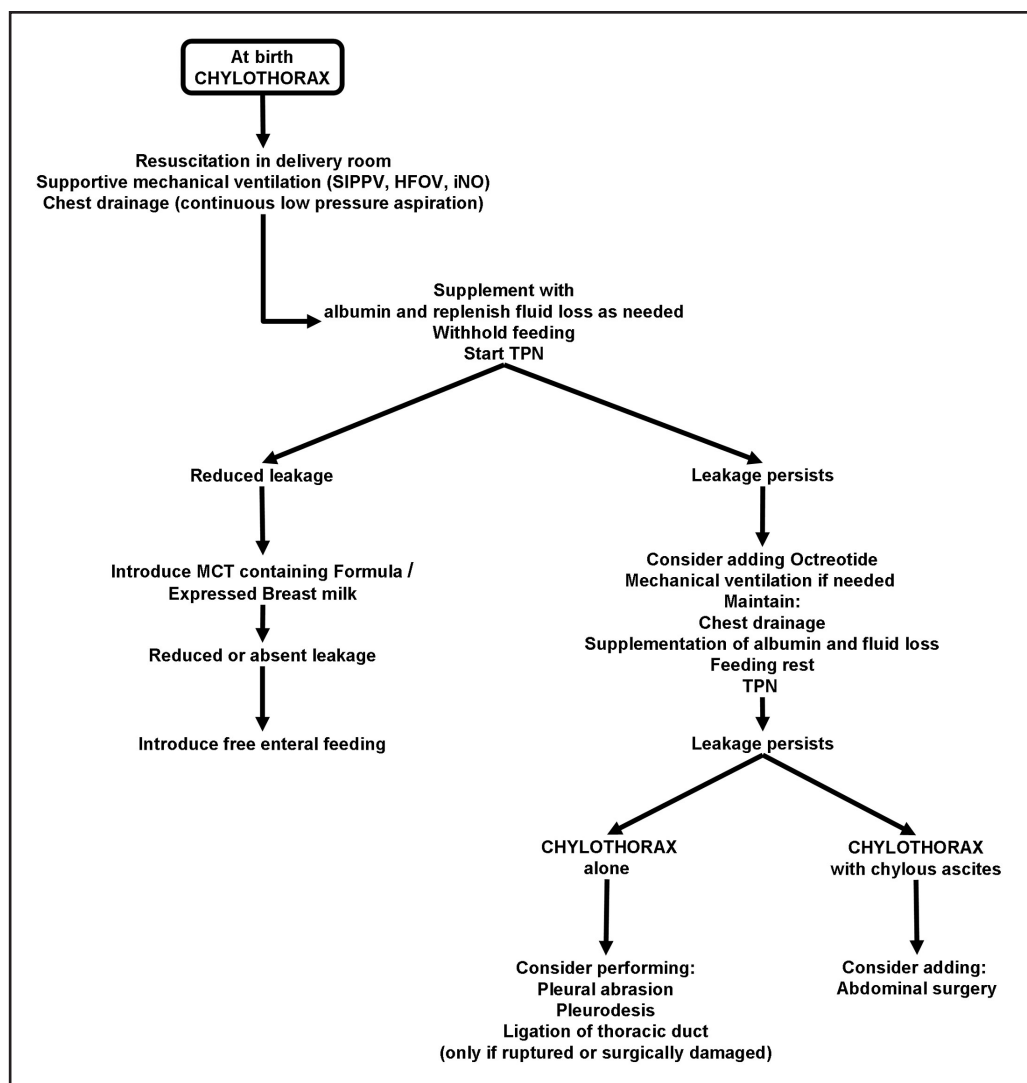 At birth
CHYLOTHORAX
Resuscitation in delivery room
Supportive mechanical ventilation (SIPPV, HFOV, iNO)
Chest drainage (continuous low pressure aspiration)
Supplement with
albumin and replenish fluid loss as needed
Withhold feeding
Start TPN
Reduced leakage
Introduce MCT containing Formula /
Expressed Breast milk
Reduced or absent leakage
Introduce free enteral feeding
Leakage persists
Consider adding Octreotide
Mechanical ventilation if needed
Maintain:
Chest drainage
Supplementation of albumin and fluid loss
Feeding rest
TPN
Leakage persists
CHYLOTHORAX
alone
Consider performing:
Pleural abrasion
Pleurodesis
Ligation of thoracic duct
(only if ruptured or surgically damaged)
CHYLOTHORAX
with chylous ascites
Consider adding:
Abdominal surgery